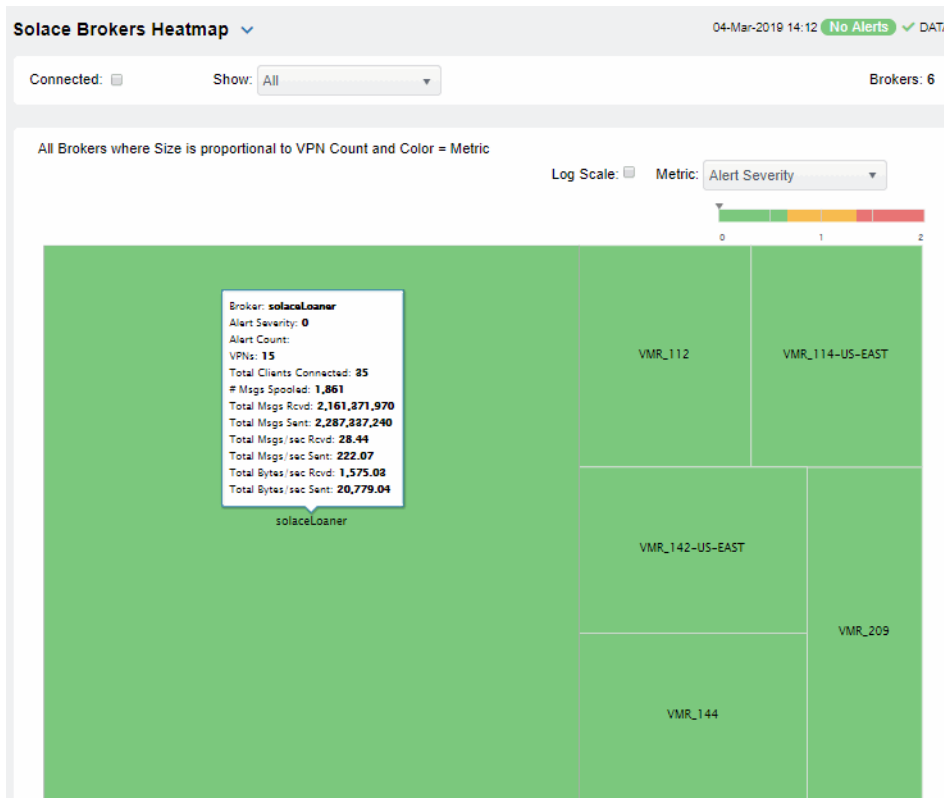 Solace Brokers Heatmap
04-Mar-2019 14:12 No Alerts DATA
Connected: Show: All Brokers: 6
All Brokers where Size is proportional to VPN Count and Color = Metric
Log Scale: Metric: Alert Severity
0 1 2
Broker: solaceLoaner
Alert Severity: 0
Alert Count:
VPNs: 15
Total Clients Connected: 35
# Msgs Spooled: 1,861
Total Msgs Rcvd: 2,161,371,970
Total Msgs Sent: 2,287,337,240
Total Msgs/sec Rcvd: 28.44
Total Msgs/sec Sent: 222.07
Total Bytes/sec Rcvd: 1,575.03
Total Bytes/sec Sent: 20,779.04
solaceLoaner
VMR_112
VMR_114-US-EAST
VMR_142-US-EAST
VMR_209
VMR_144